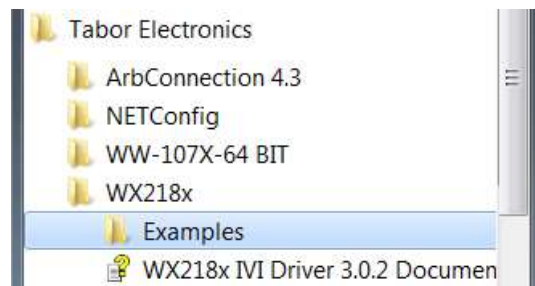 Tabor Electronics
ArbConnection 4.3
NETConfig
WW-107X-64 BIT
WX218x
Examples
WX218x IVI Driver 3.0.2 Documen